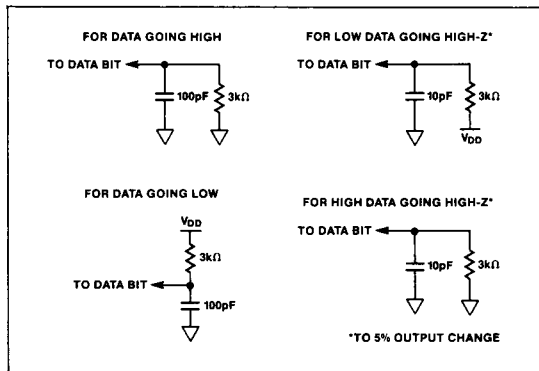 FOR DATA GOING HIGH
TO DATA BIT
100pF
3kΩ
FOR LOW DATA GOING HIGH-Z*
TO DATA BIT
10pF
3kΩ
VDD
FOR DATA GOING LOW
VDD
3kΩ
TO DATA BIT
100pF
FOR HIGH DATA GOING HIGH-Z*
TO DATA BIT
10pF
3kΩ
*TO 5% OUTPUT CHANGE